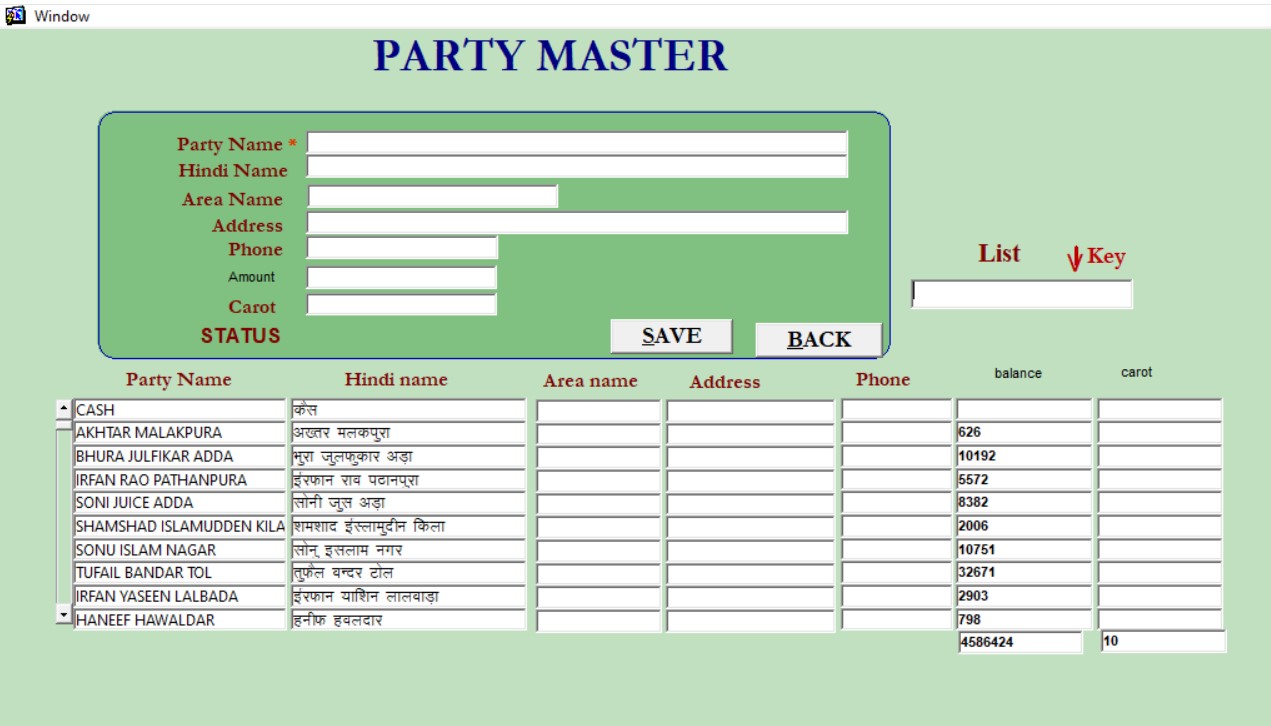 Window
PARTY MASTER
Party Name *
Hindi Name
Area Name
Address
Phone
Amount
Carot
STATUS
SAVE
BACK
List
Key
Party Name Hindi name Area name Address Phone balance carot
CASH कैस
AKHTAR MALAKPURA अख्तर मलकपुरा 626
BHURA JULFIKAR ADDA भुरा जुलफुकार अड़ा 10192
IRFAN RAO PATHANPURA ईरफान राव पठानपुरा 5572
SONI JUICE ADDA सोनी जुस अड़ा 8382
SHAMSHAD ISLAMUDDEN KILA शमशाद ईस्लामुदीन किला 2006
SONU ISLAM NAGAR सोनु इसलाम नगर 10751
TUFAIL BANDAR TOL तुफैल बन्दर टोल 32671
IRFAN YASEEN LALBADA ईरफान याशिन लालवाड़ा 2903
HANEEF HAWALDAR हनीफ हवलदार 798
4586424 10